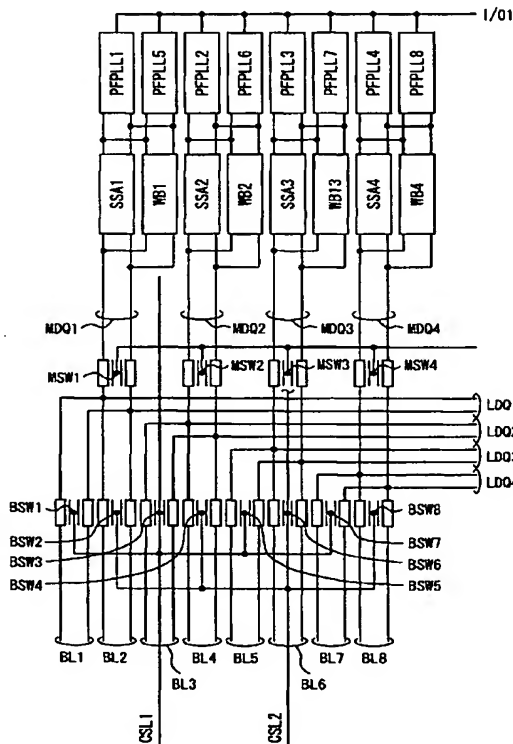 I/O1
PFPLL1 PFPLL5 PFPLL2 PFPLL6 PFPLL3 PFPLL7 PFPLL4 PFPLL8
SSA1 WB1 SSA2 WB2 SSA3 WB13 SSA4 WB4
MDQ1 MDQ2 MDQ3 MDQ4
MSW1 MSW2 MSW3 MSW4
LDQ
LDQ2
LDQ3
LDQ4
BSW1 BSW8
BSW2 BSW7
BSW3 BSW6
BSW4 BSW5
BL1 BL2 BL4 BL5 BL7 BL8
BL3 BL6
CSL1 CSL2